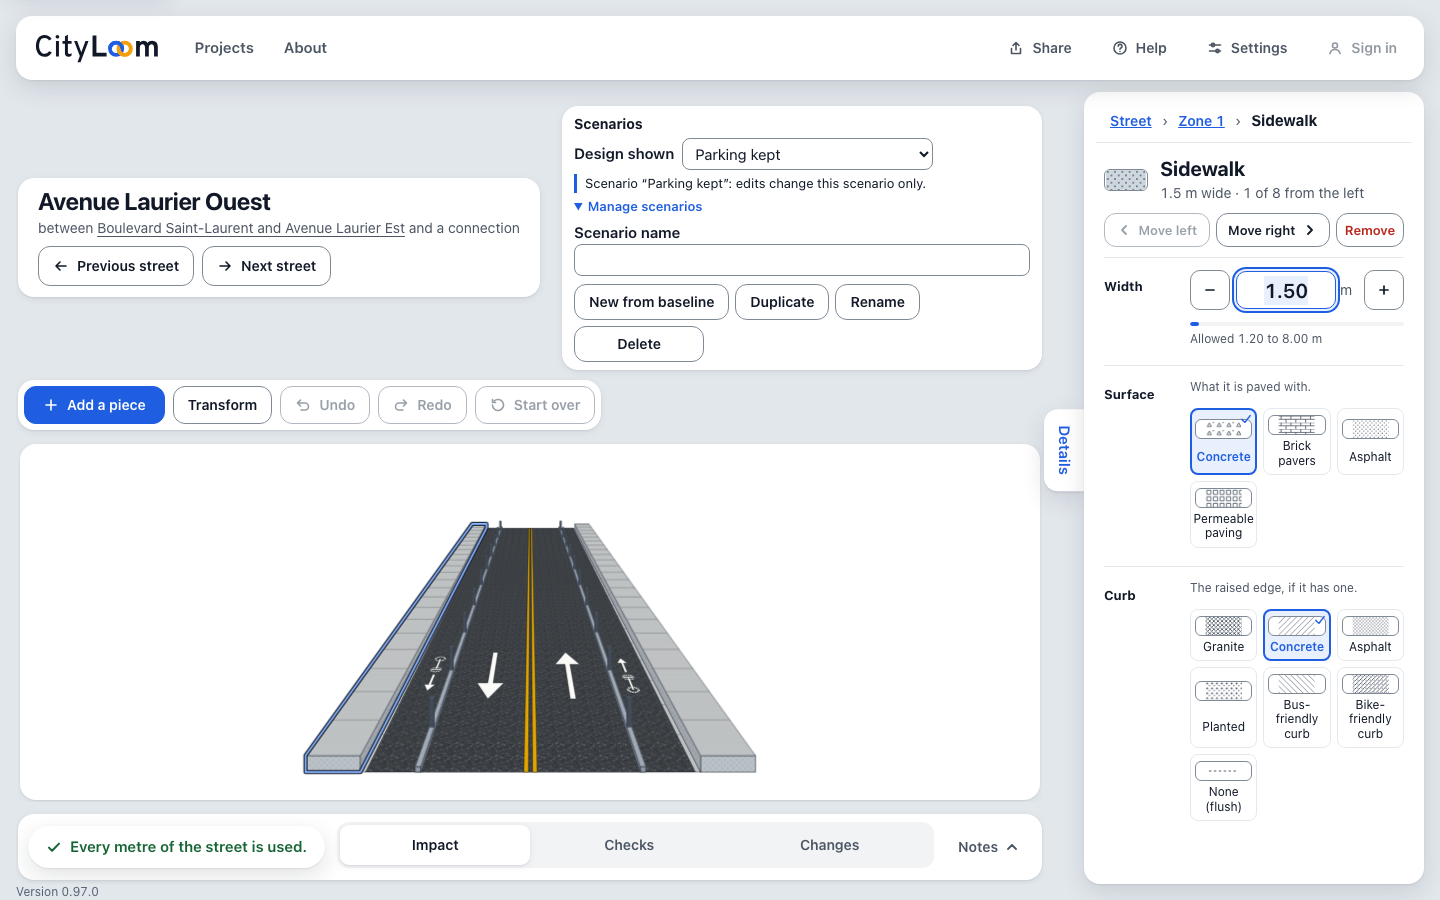 CityLoom
Projects
About
Share
Help
Settings
Sign in
Avenue Laurier Ouest
between Boulevard Saint-Laurent and Avenue Laurier Est and a connection
Previous street
Next street
Scenarios
Design shown
Parking kept
Scenario “Parking kept”: edits change this scenario only.
Manage scenarios
Scenario name
New from baseline
Duplicate
Rename
Delete
Add a piece
Transform
Undo
Redo
Start over
Details
Every metre of the street is used.
Impact
Checks
Changes
Notes
Version 0.97.0
Street › Zone 1 › Sidewalk
Sidewalk
1.5 m wide · 1 of 8 from the left
Move left
Move right
Remove
Width
−
1.50
m
+
Allowed 1.20 to 8.00 m
Surface
What it is paved with.
Concrete
Brick
pavers
Asphalt
Permeable
paving
Curb
The raised edge, if it has one.
Granite
Concrete
Asphalt
Planted
Bus-
friendly
curb
Bike-
friendly
curb
None
(flush)